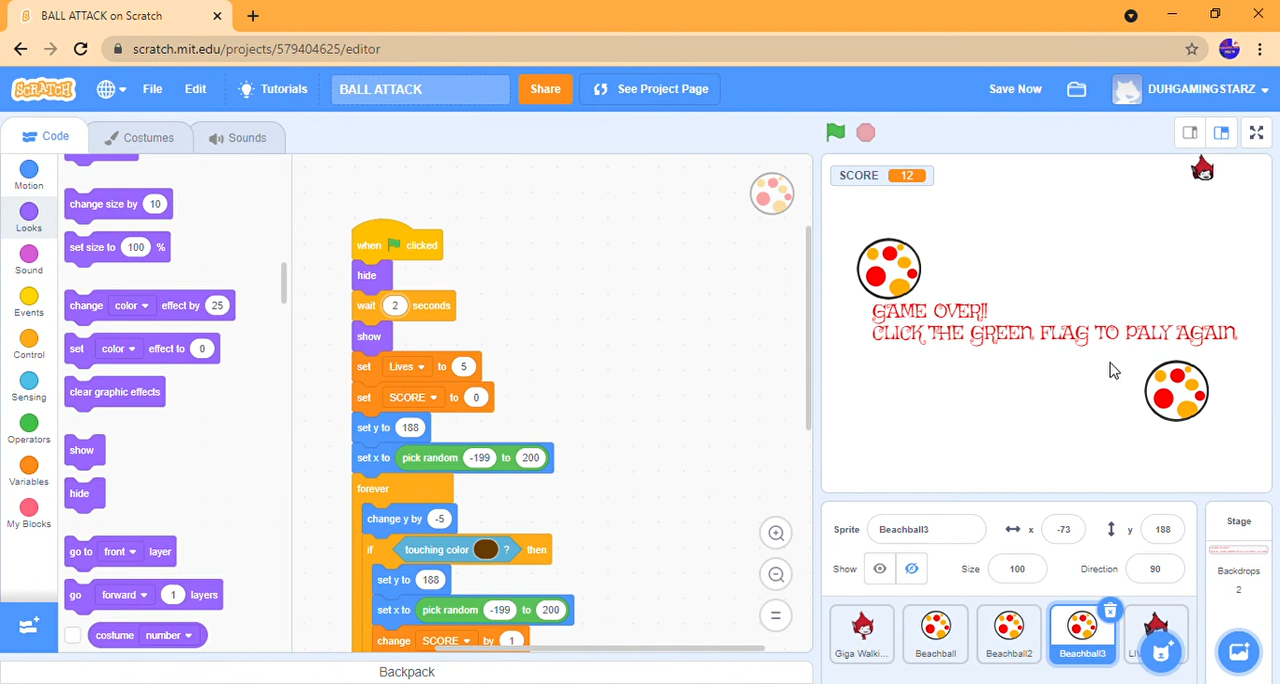 BALL ATTACK on Scratch
scratch.mit.edu/projects/579404625/editor
SCRATCH File Edit Tutorials BALL ATTACK Share See Project Page Save Now DUHGAMINGSTARZ
Code Costumes Sounds
Motion
Looks
Sound
Events
Control
Sensing
Operators
Variables
My Blocks
change size by 10
set size to 100 %
change color effect by 25
set color effect to 0
clear graphic effects
show
hide
go to front layer
go forward 1 layers
costume number
when clicked
hide
wait 2 seconds
show
set Lives to 5
set SCORE to 0
set y to 188
set x to pick random -199 to 200
forever
change y by -5
if touching color ? then
set y to 188
set x to pick random -199 to 200
change SCORE by 1
Backpack
SCORE 12
GAME OVER!!
CLICK THE GREEN FLAG TO PALY AGAIN
Sprite Beachball3 x -73 y 188
Show Size 100 Direction 90
Giga Walki... Beachball Beachball2 Beachball3
Stage
Backdrops
2